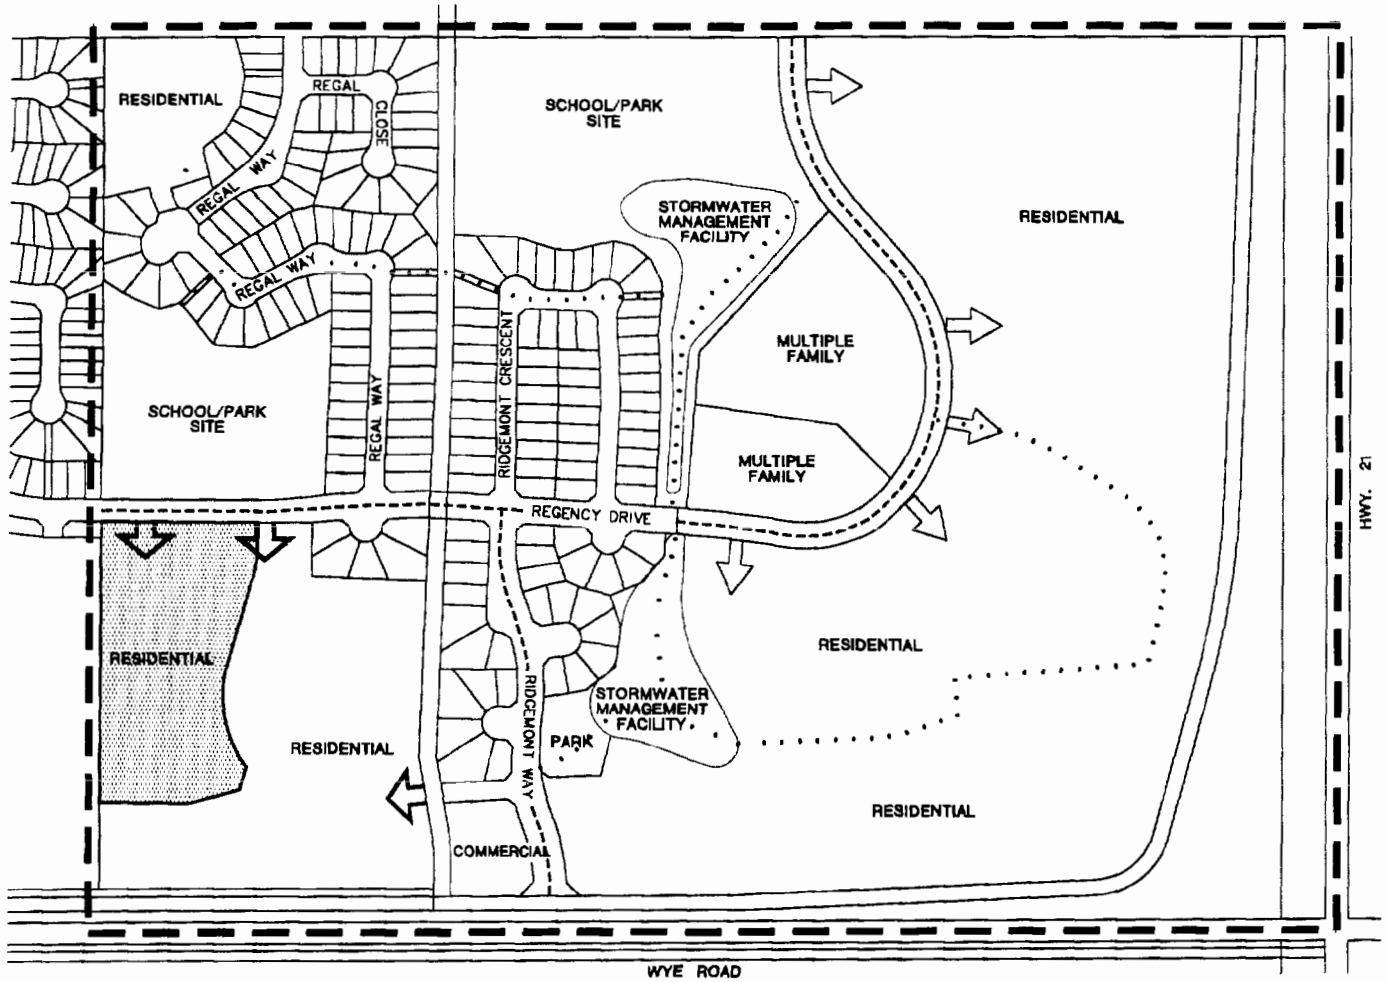 RESIDENTIAL
REGAL
CLOSE
REGAL WAY
REGAL WAY
SCHOOL/PARK
SITE
STORMWATER
MANAGEMENT
FACILITY
RESIDENTIAL
MULTIPLE
FAMILY
SCHOOL/PARK
SITE
REGAL WAY
RIDGEMONT CRESCENT
MULTIPLE
FAMILY
HWY. 21
REGENCY DRIVE
RESIDENTIAL
RESIDENTIAL
RESIDENTIAL
STORMWATER
MANAGEMENT
FACILITY
PARK
RIDGEMONT WAY
RESIDENTIAL
COMMERCIAL
WYE ROAD